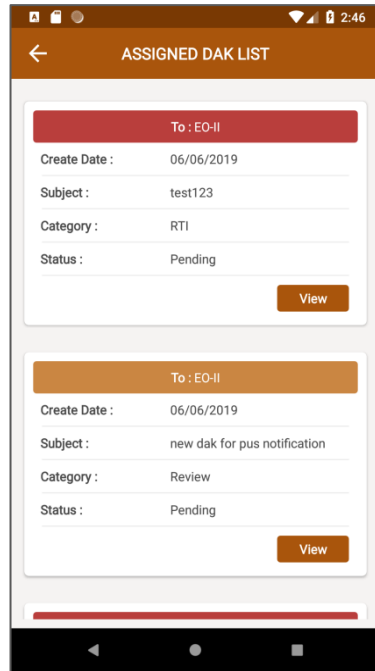 2:46
ASSIGNED DAK LIST
To : EO-II
Create Date : 06/06/2019
Subject : test123
Category : RTI
Status : Pending
View
To : EO-II
Create Date : 06/06/2019
Subject : new dak for pus notification
Category : Review
Status : Pending
View